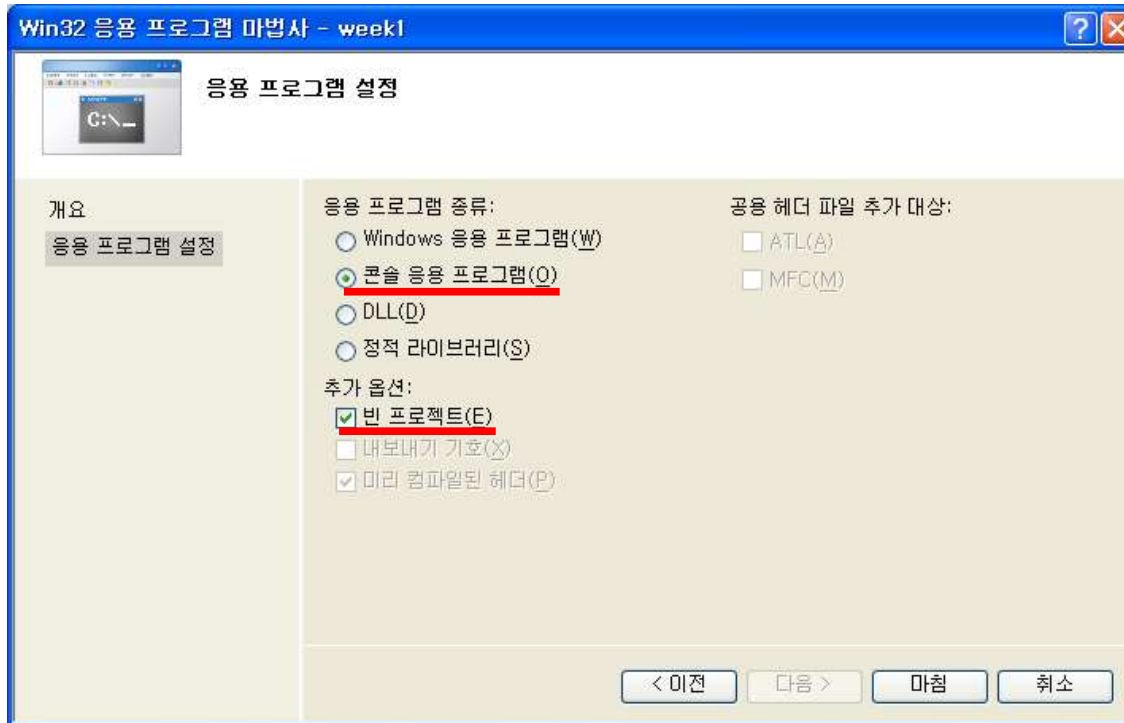 Win32 응용 프로그램 마법사 - week1
C:\_
응용 프로그램 설정
개요
응용 프로그램 설정
응용 프로그램 종류:
Windows 응용 프로그램(W)
콘솔 응용 프로그램(O)
DLL(D)
정적 라이브러리(S)
추가 옵션:
빈 프로젝트(E)
내보내기 기호(X)
미리 컴파일된 헤더(P)
공용 헤더 파일 추가 대상:
ATL(A)
MFC(M)
< 이전
다음 >
마침
취소